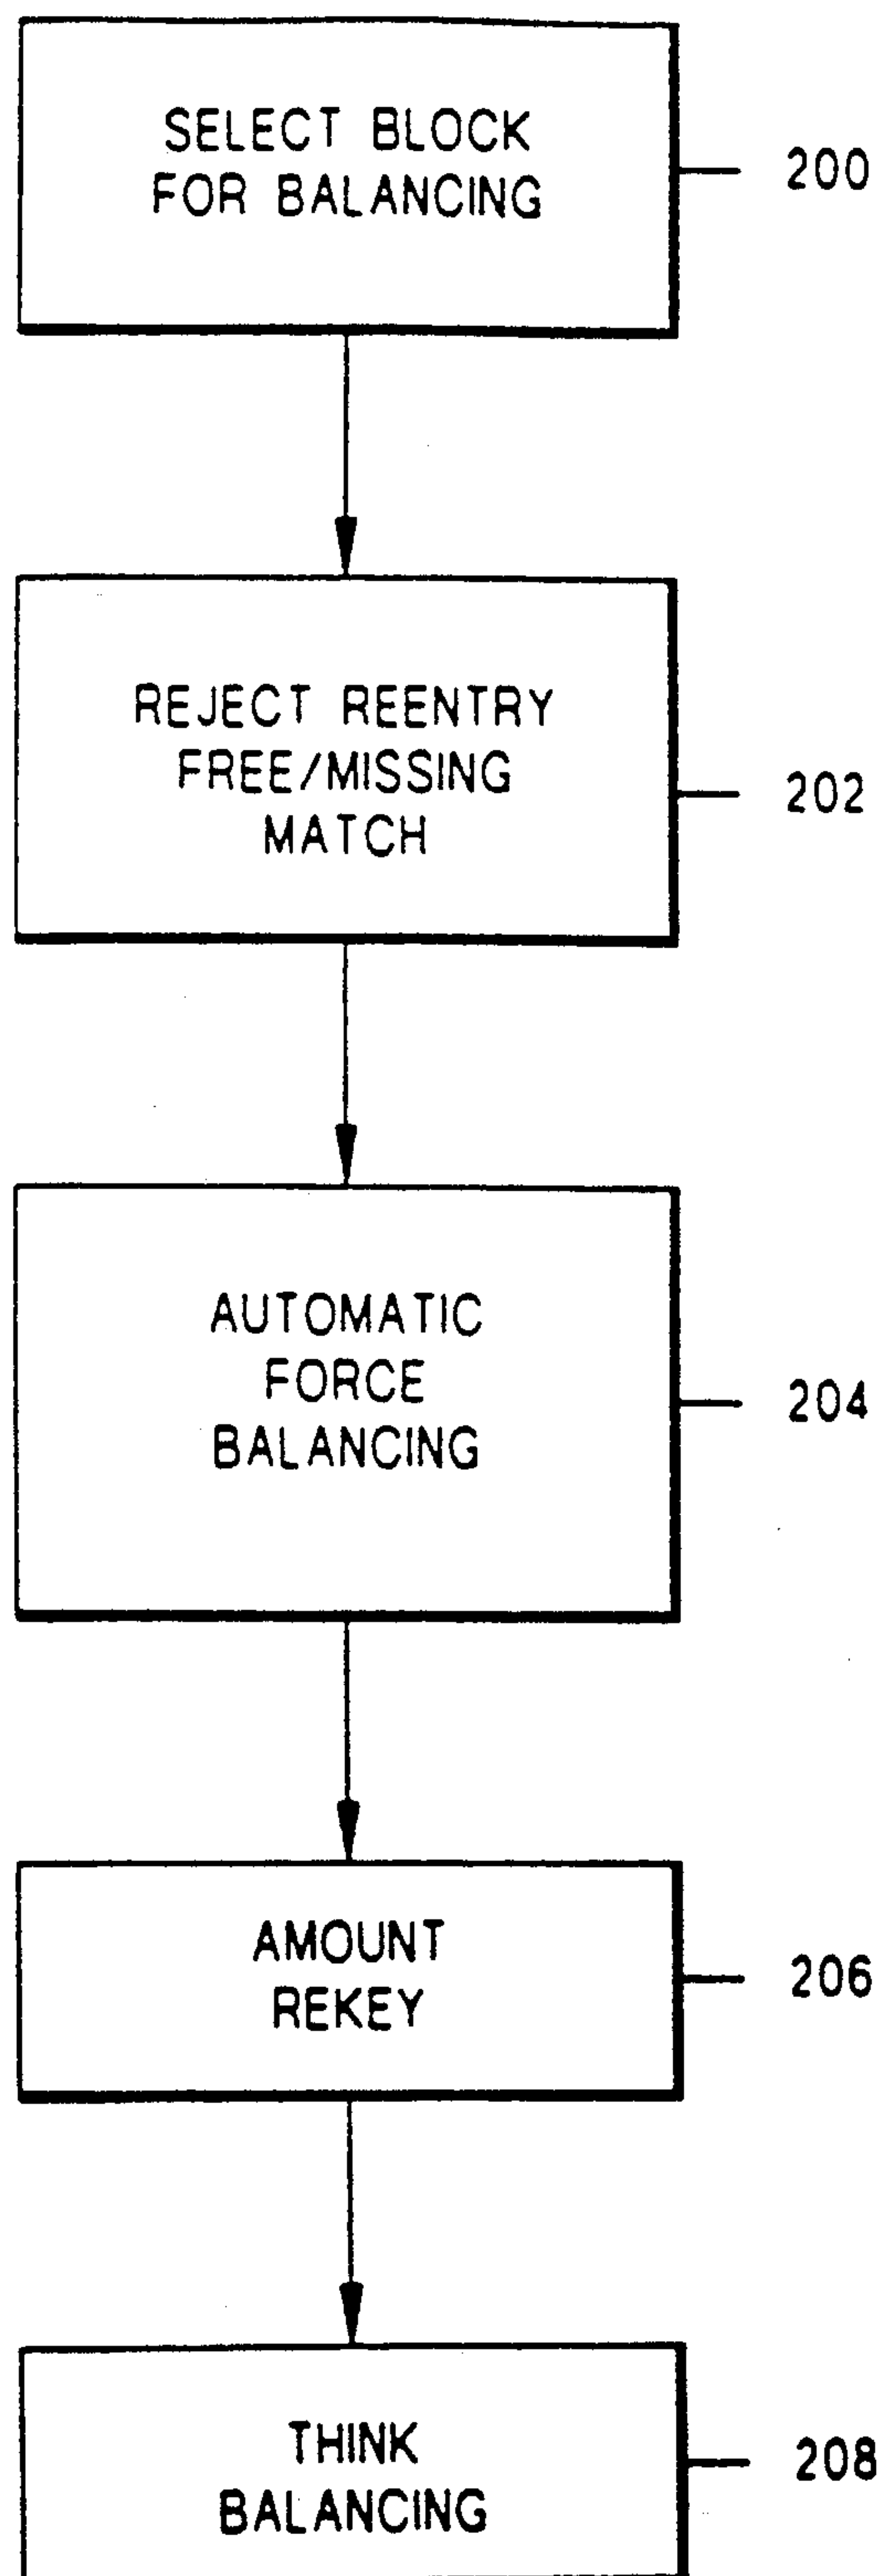 SELECT BLOCK
FOR BALANCING
200
REJECT REENTRY
FREE/MISSING
MATCH
202
AUTOMATIC
FORCE
BALANCING
204
AMOUNT
REKEY
206
THINK
BALANCING
208